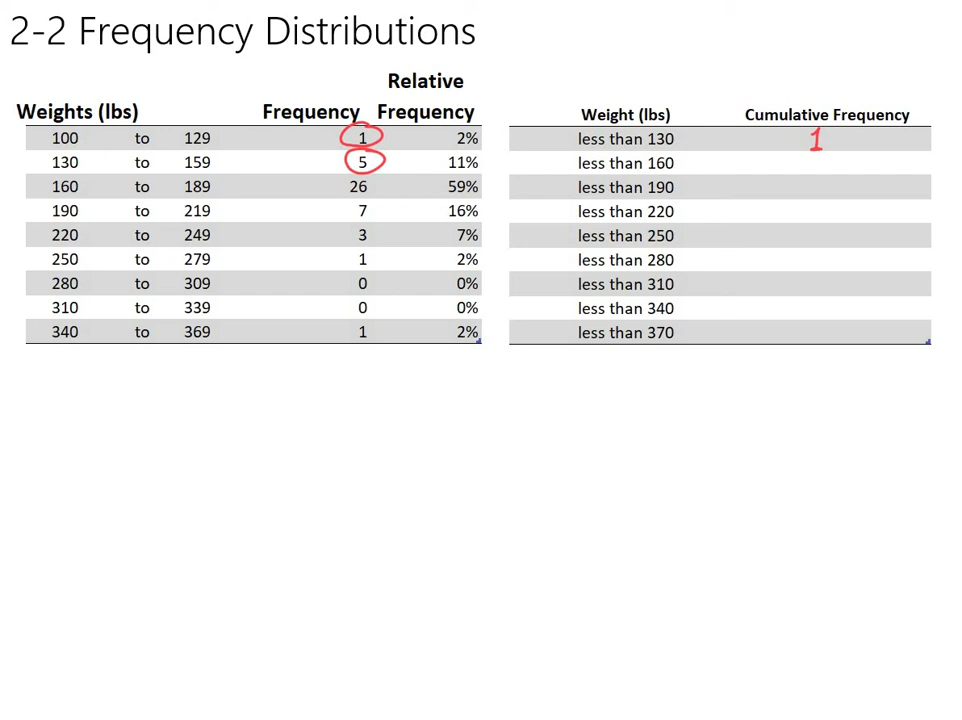 2-2 Frequency Distributions
Relative
Weights (lbs) Frequency Frequency
100 to 129 1 2%
130 to 159 5 11%
160 to 189 26 59%
190 to 219 7 16%
220 to 249 3 7%
250 to 279 1 2%
280 to 309 0 0%
310 to 339 0 0%
340 to 369 1 2%
Weight (lbs) Cumulative Frequency
less than 130 1
less than 160
less than 190
less than 220
less than 250
less than 280
less than 310
less than 340
less than 370